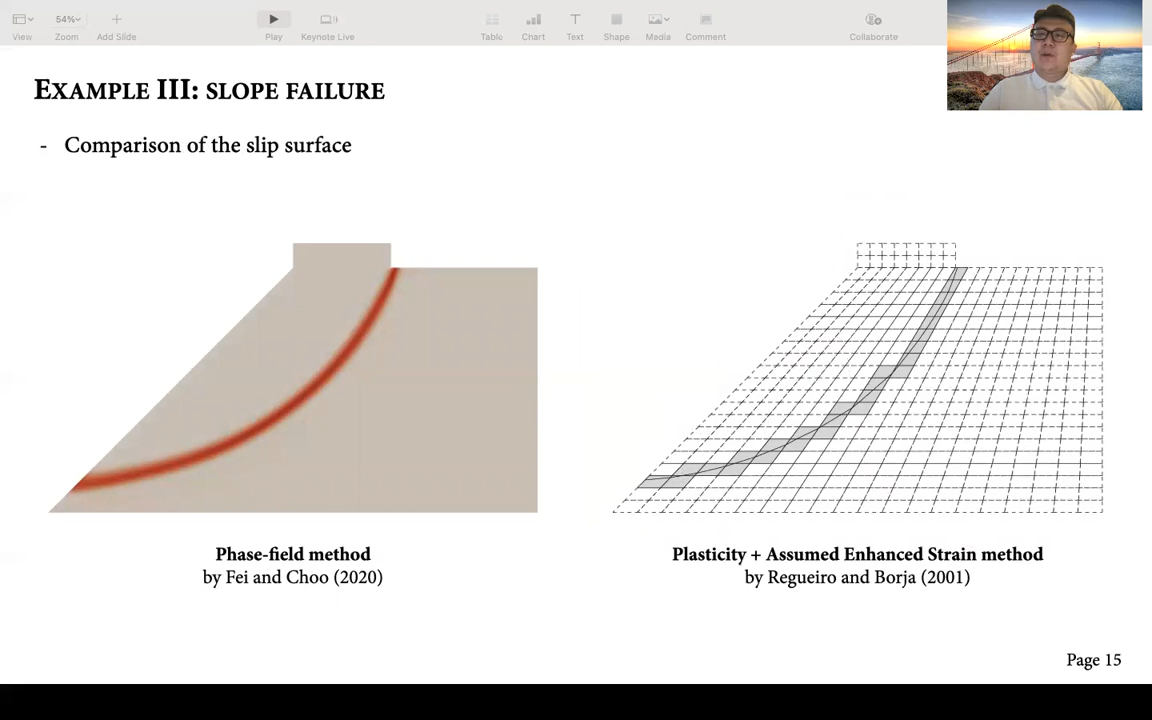 View
54%
Zoom
Add Slide
Play
Keynote Live
Table
Chart
Text
Shape
Media
Comment
Collaborate
EXAMPLE III: SLOPE FAILURE
- Comparison of the slip surface
Phase-field method
by Fei and Choo (2020)
Plasticity + Assumed Enhanced Strain method
by Regueiro and Borja (2001)
Page 15